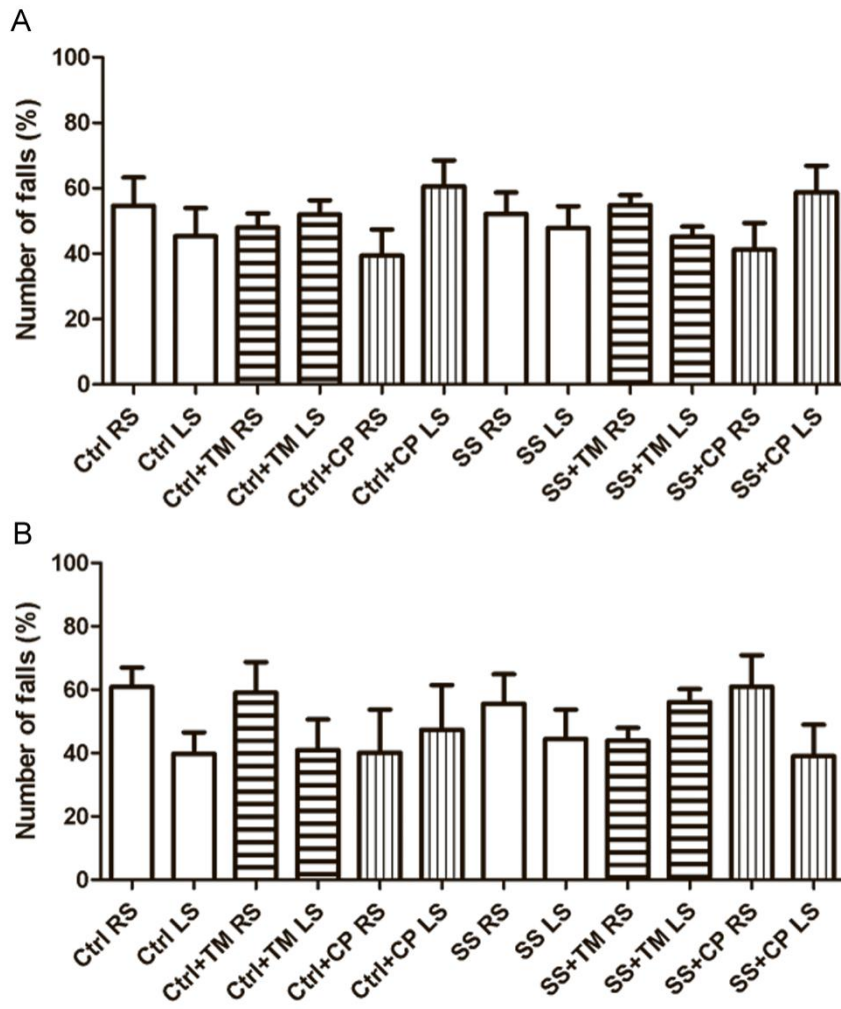 A
Number of falls (%)
100
80
60
40
20
0
Ctrl RS
Ctrl LS
Ctrl+TM RS
Ctrl+TM LS
Ctrl+CP RS
Ctrl+CP LS
SS RS
SS LS
SS+TM RS
SS+TM LS
SS+CP RS
SS+CP LS
B
Number of falls (%)
100
80
60
40
20
0
Ctrl RS
Ctrl LS
Ctrl+TM RS
Ctrl+TM LS
Ctrl+CP RS
Ctrl+CP LS
SS RS
SS LS
SS+TM RS
SS+TM LS
SS+CP RS
SS+CP LS